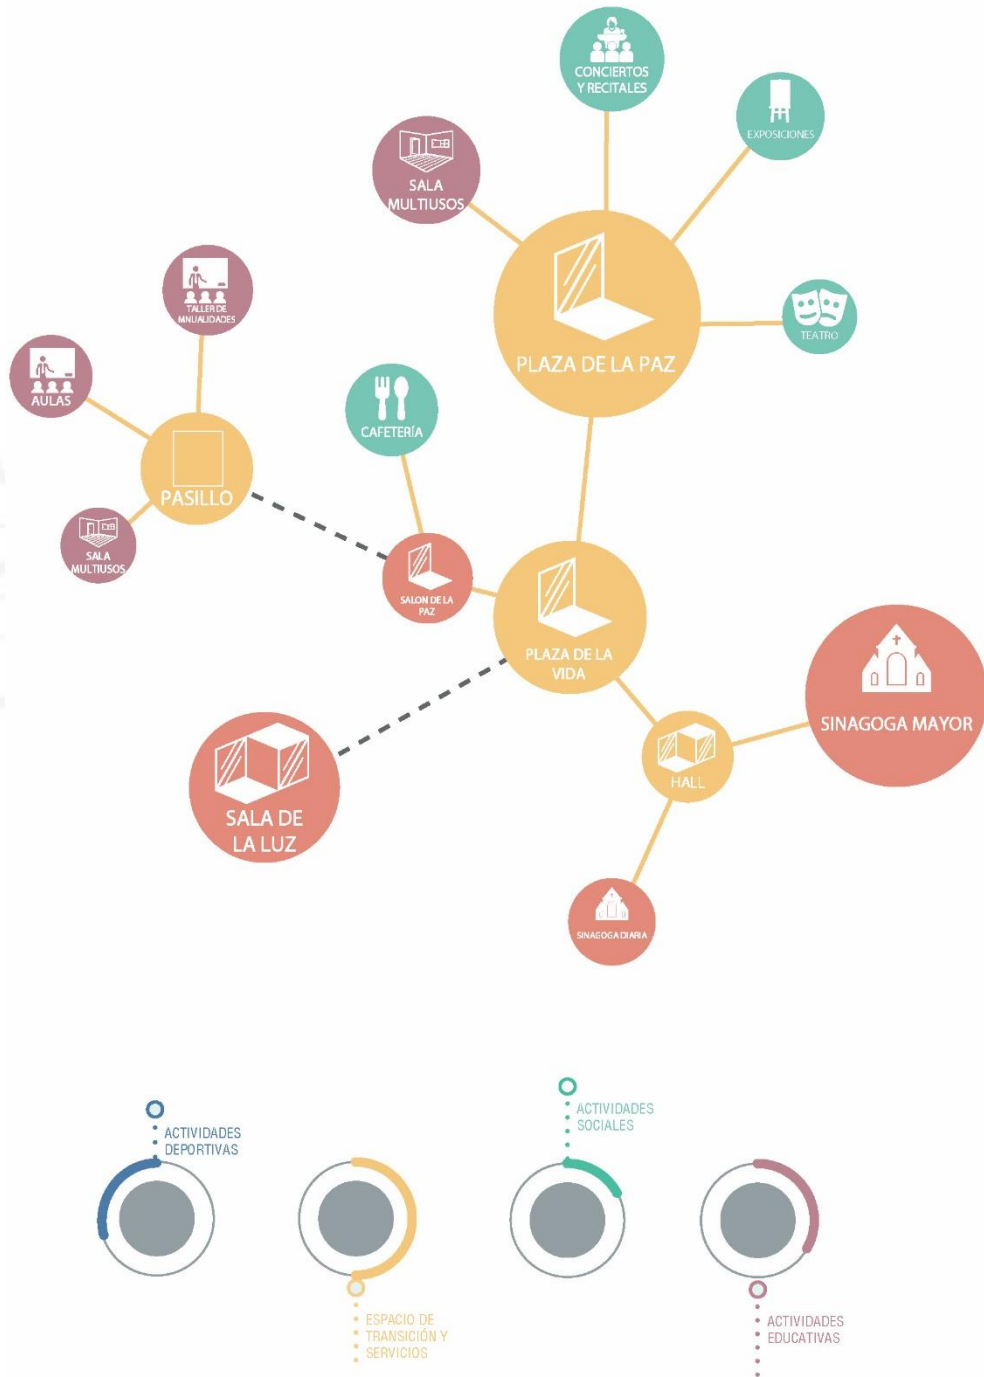 CONCIERTOS
Y RECITALES
EXPOSICIONES
SALA
MULTIUSOS
TALLER DE
MNUALIDADES
TEATRO
PLAZA DE LA PAZ
AULAS
CAFETERÍA
PASILLO
SALA
MULTIUSOS
SALON DE LA
PAZ
PLAZA DE LA
VIDA
SINAGOGA MAYOR
HALL
SALA DE
LA LUZ
SINAGOGA DIARIA
ACTIVIDADES
DEPORTIVAS
ACTIVIDADES
SOCIALES
ESPACIO DE
TRANSICIÓN Y
SERVICIOS
ACTIVIDADES
EDUCATIVAS